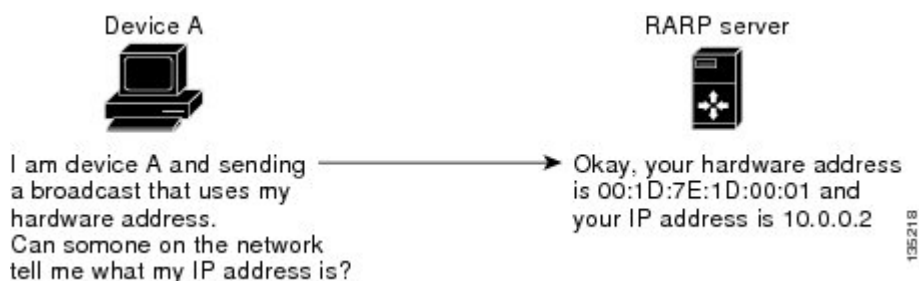 Device A
RARP server
I am device A and sending
a broadcast that uses my
hardware address.
Can somone on the network
tell me what my IP address is?
Okay, your hardware address
is 00:1D:7E:1D:00:01 and
your IP address is 10.0.0.2
135218